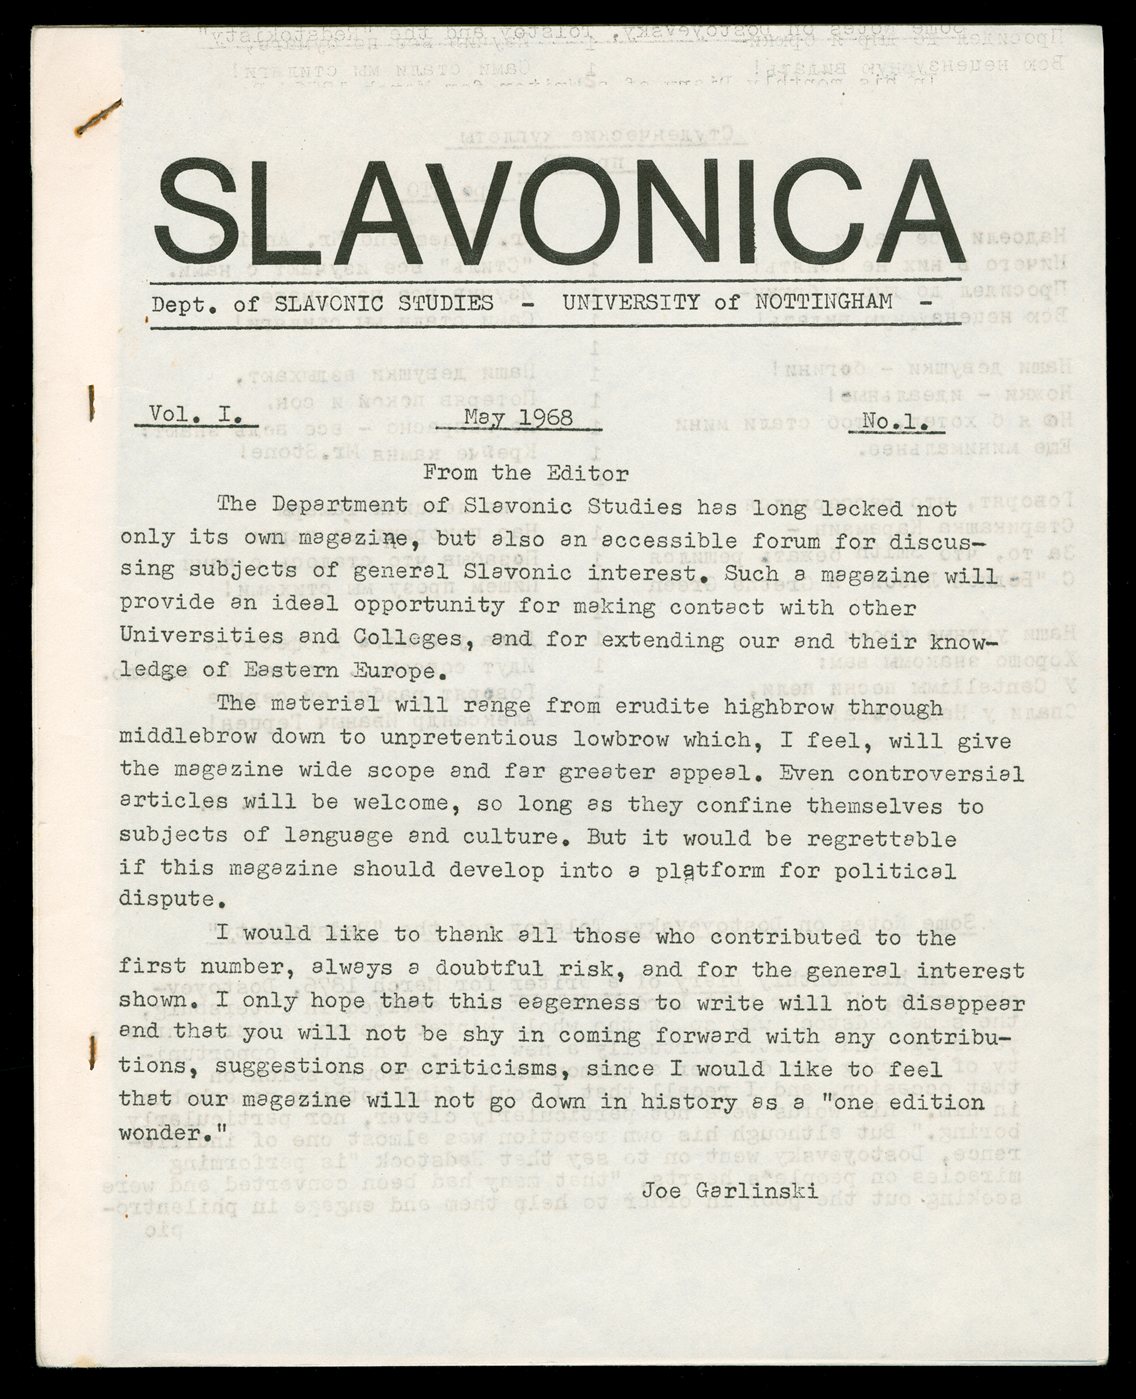 SLAVONICA
Dept. of SLAVONIC STUDIES - UNIVERSITY of NOTTINGHAM -
Vol. I. May 1968 No.1.
From the Editor
The Department of Slavonic Studies has long lacked not
only its own magazine, but also an accessible forum for discus-
sing subjects of general Slavonic interest. Such a magazine will
provide an ideal opportunity for making contact with other
Universities and Colleges, and for extending our and their know-
ledge of Eastern Europe.
The material will range from erudite highbrow through
middlebrow down to unpretentious lowbrow which, I feel, will give
the magazine wide scope and far greater appeal. Even controversial
articles will be welcome, so long as they confine themselves to
subjects of language and culture. But it would be regrettable
if this magazine should develop into a platform for political
dispute.
I would like to thank all those who contributed to the
first number, always a doubtful risk, and for the general interest
shown. I only hope that this eagerness to write will not disappear
and that you will not be shy in coming forward with any contribu-
tions, suggestions or criticisms, since I would like to feel
that our magazine will not go down in history as a "one edition
wonder."
Joe Garlinski